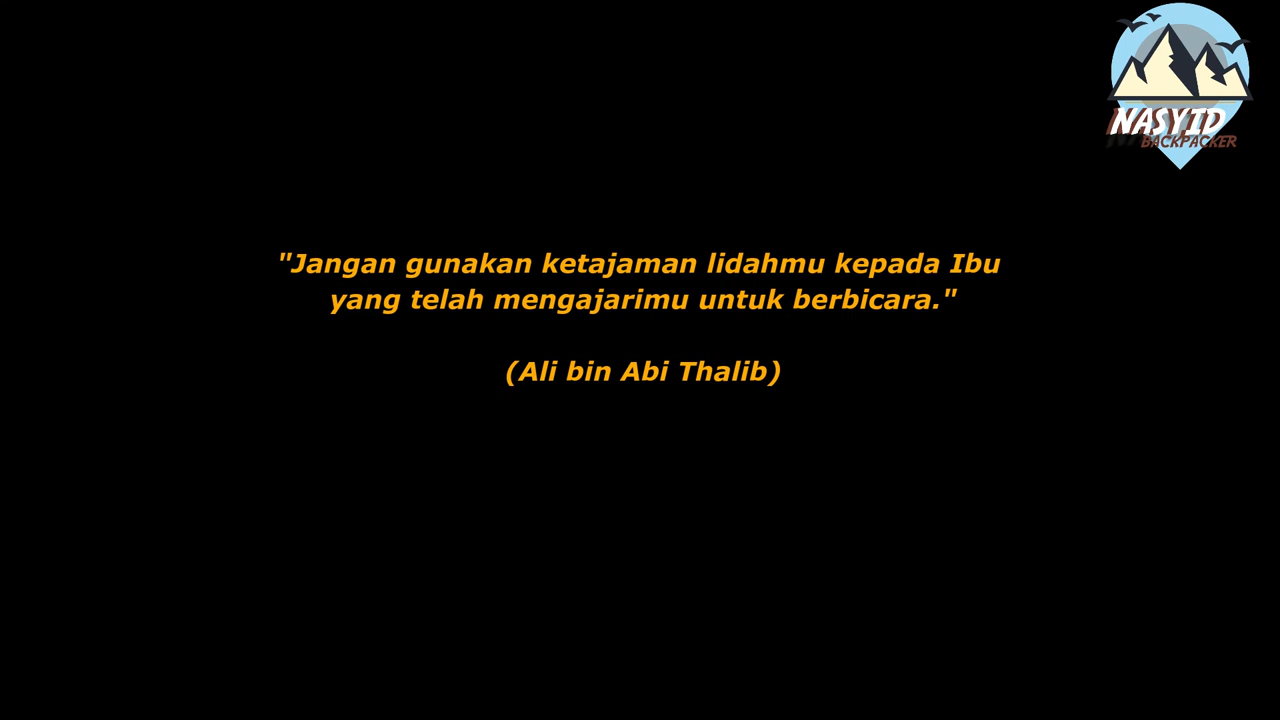 NASYID
BACKPACKER
"Jangan gunakan ketajaman lidahmu kepada Ibu
yang telah mengajarimu untuk berbicara."
(Ali bin Abi Thalib)